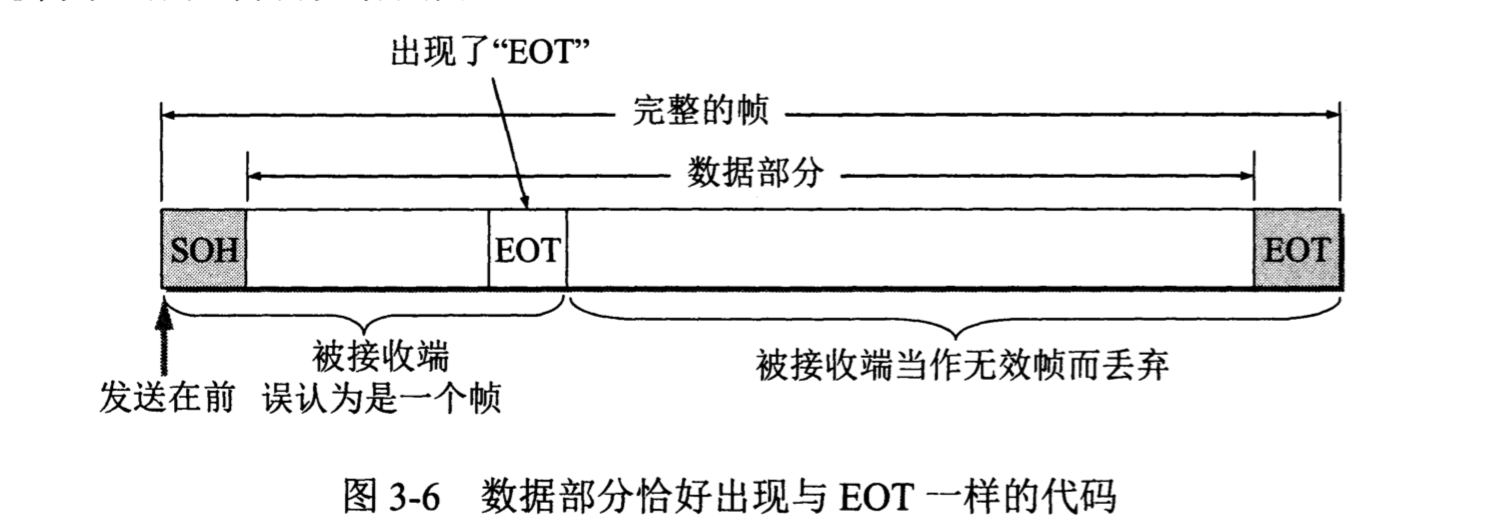 出现了“EOT”
完整的帧
数据部分
SOH
EOT
EOT
被接收端
误认为是一个帧
被接收端当作无效帧而丢弃
发送在前
图 3-6 数据部分恰好出现与 EOT 一样的代码